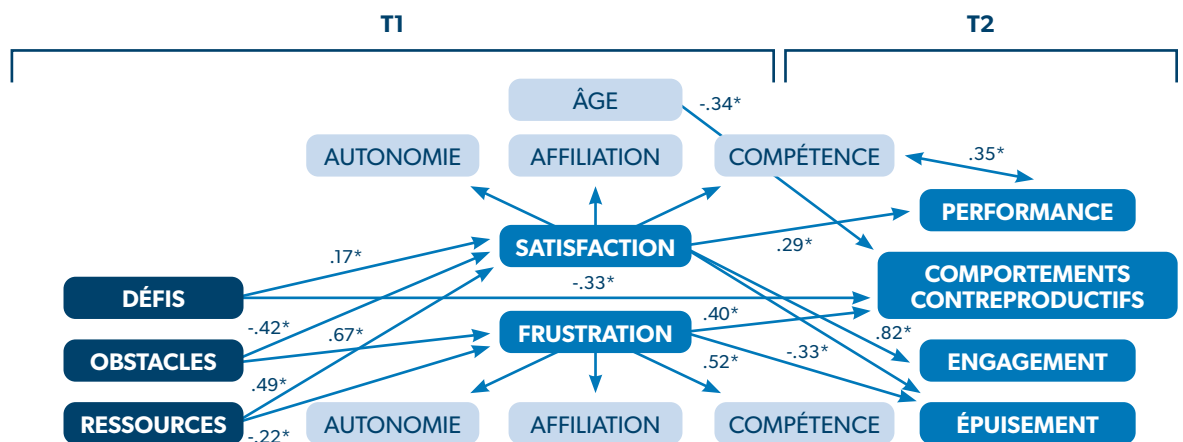 T1
T2
ÂGE
-.34*
AUTONOMIE
AFFILIATION
COMPÉTENCE
.35*
PERFORMANCE
SATISFACTION
.29*
.17*
COMPORTEMENTS
CONTREPRODUCTIFS
DÉFIS
-.33*
-.42*
.67*
FRUSTRATION
.40*
.82*
OBSTACLES
.52*
-.33*
ENGAGEMENT
.49*
RESSOURCES
-.22*
AUTONOMIE
AFFILIATION
COMPÉTENCE
ÉPUISEMENT